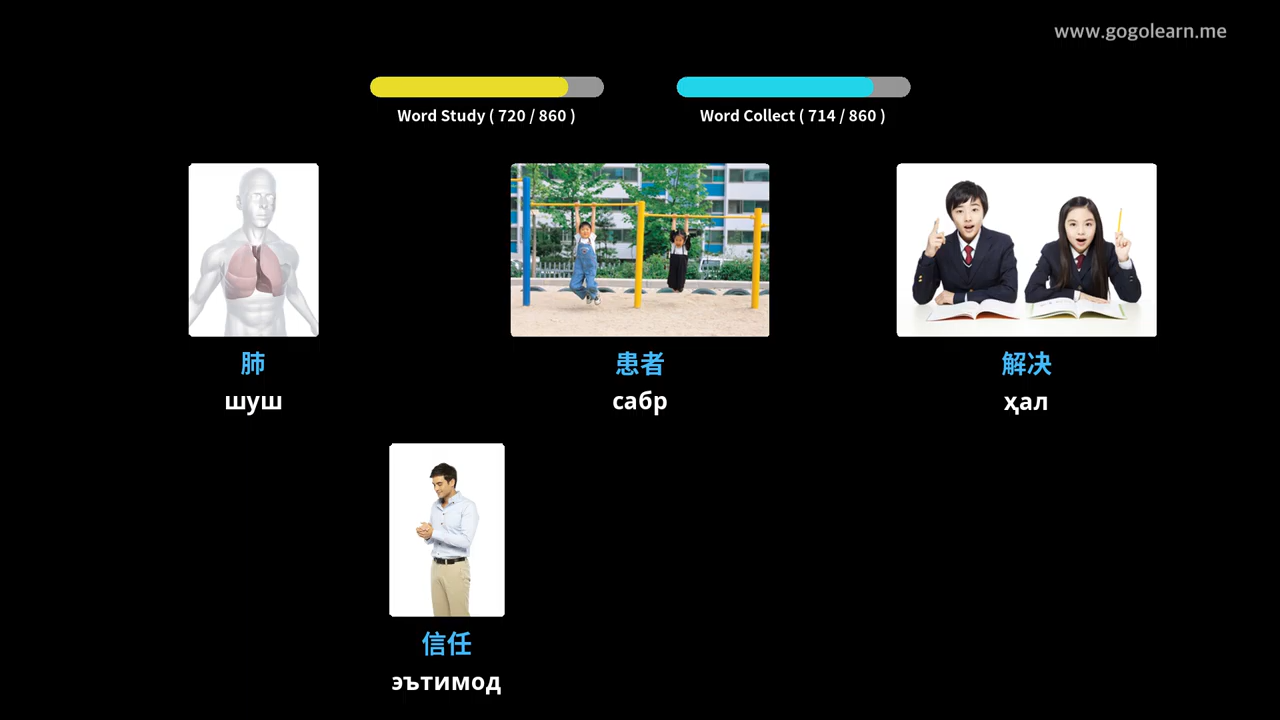 www.gogolearn.me
Word Study ( 720 / 860 )
Word Collect ( 714 / 860 )
肺
шуш
患者
сабр
解决
ҳал
信任
эътимод